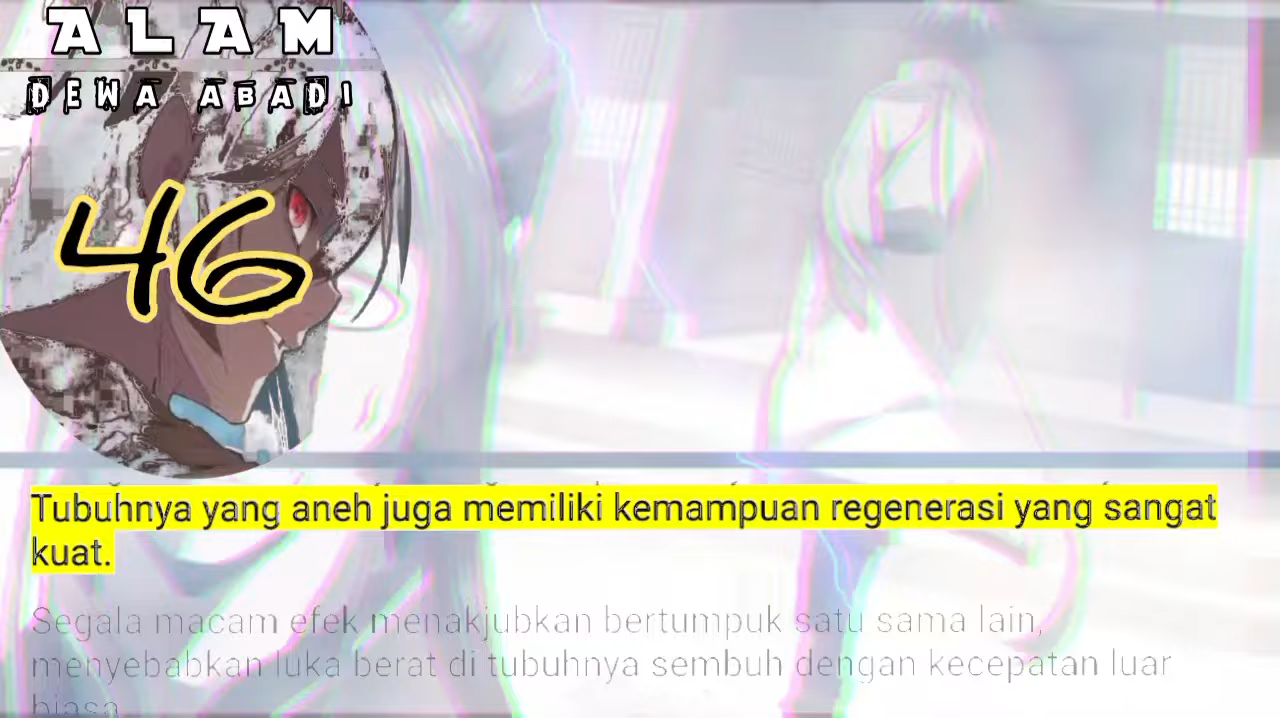 ALAM
DEWA ABADI
46
Tubuhnya yang aneh juga memiliki kemampuan regenerasi yang sangat
kuat.
Segala macam efek menakjubkan bertumpuk satu sama lain,
menyebabkan luka berat di tubuhnya sembuh dengan kecepatan luar
biasa